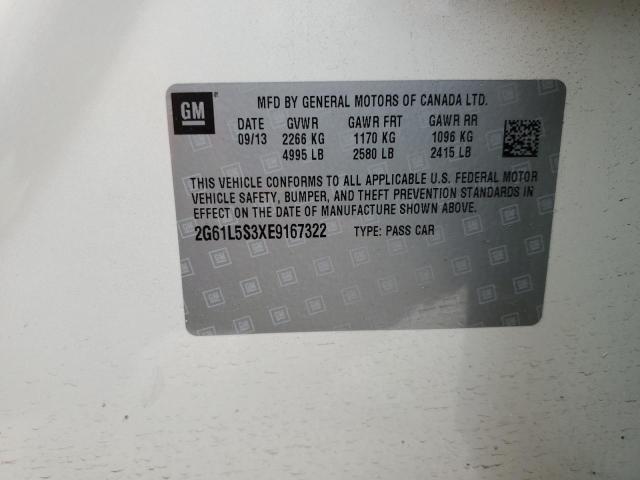 GM
MFD BY GENERAL MOTORS OF CANADA LTD.
DATE GVWR GAWR FRT GAWR RR
09/13 2266 KG 1170 KG 1096 KG
4995 LB 2580 LB 2415 LB
THIS VEHICLE CONFORMS TO ALL APPLICABLE U.S. FEDERAL MOTOR
VEHICLE SAFETY, BUMPER, AND THEFT PREVENTION STANDARDS IN
EFFECT ON THE DATE OF MANUFACTURE SHOWN ABOVE.
2G61L5S3XE9167322 TYPE: PASS CAR